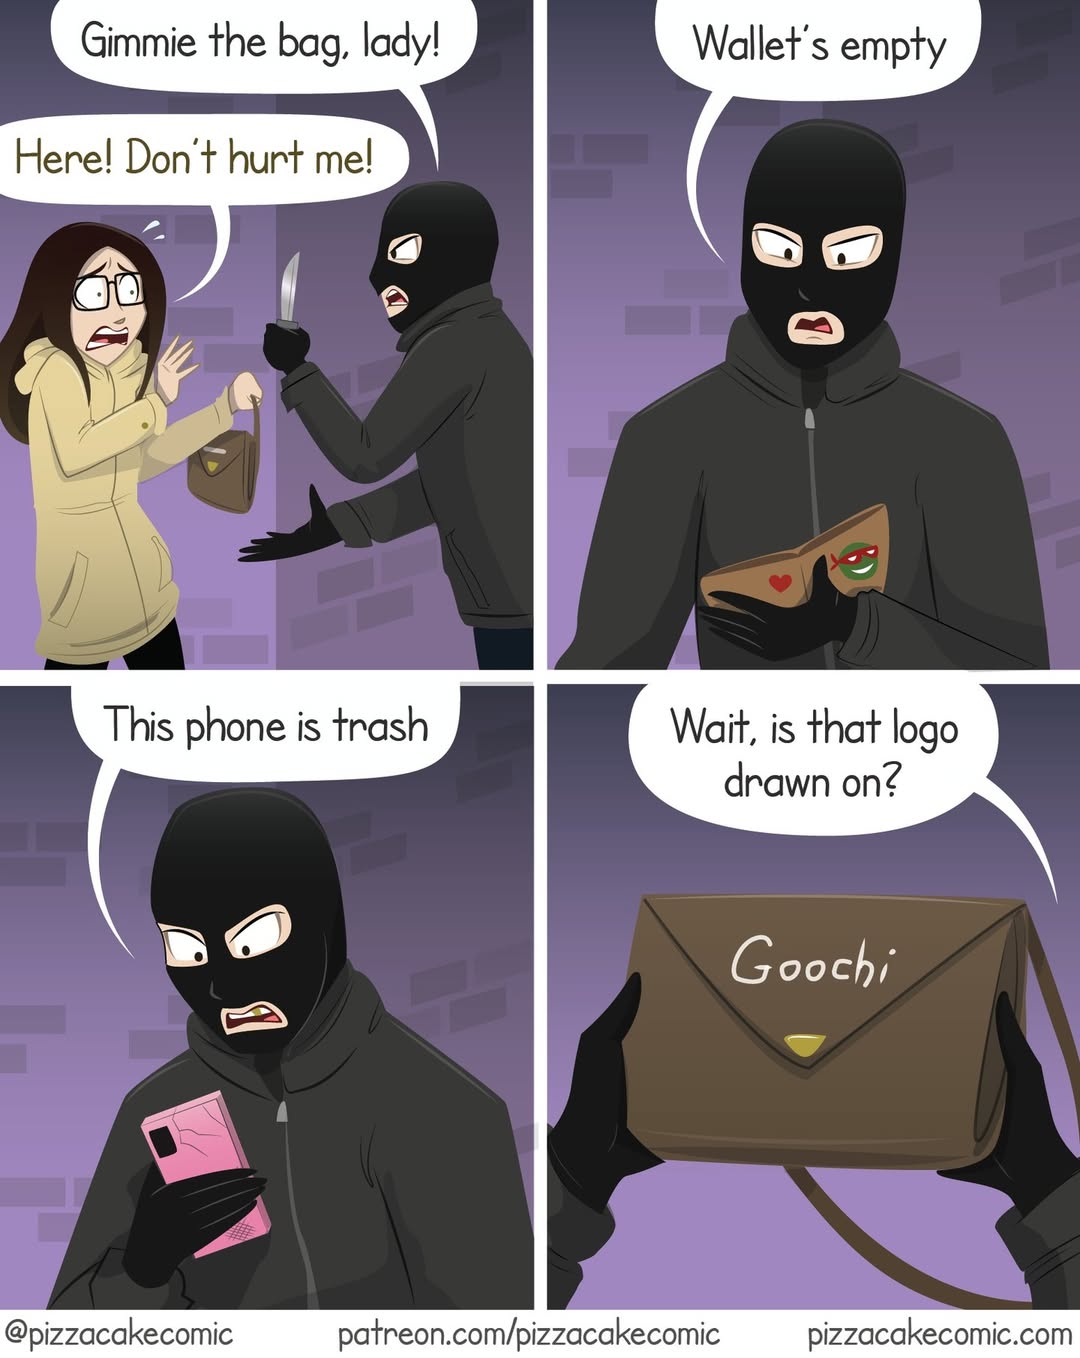 Gimmie the bag, lady!
Here! Don't hurt me!
Wallet's empty
This phone is trash
Wait, is that logo
drawn on?
Goochi
@pizzacakecomic
patreon.com/pizzacakecomic
pizzacakecomic.com